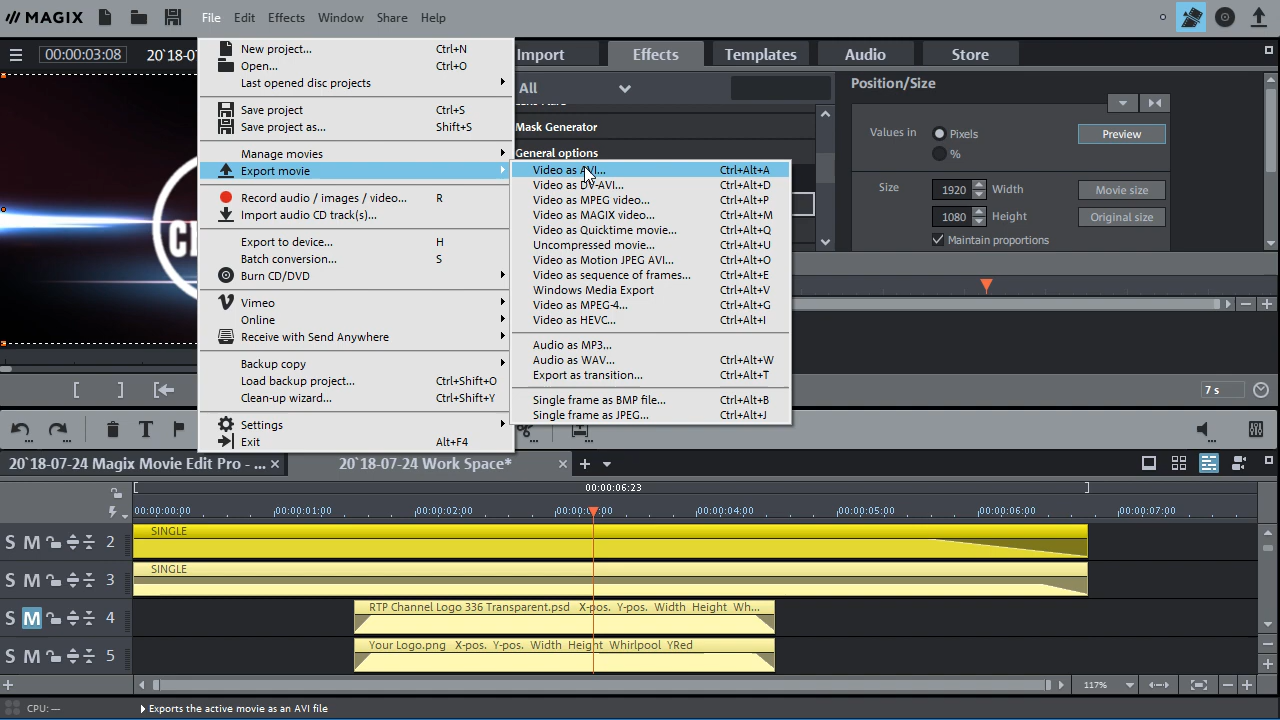 MAGIX File Edit Effects Window Share Help
00:00:03:08 20`18-07
Import Effects Templates Audio Store
New project... Ctrl+N
Open... Ctrl+O
Last opened disc projects
Save project Ctrl+S
Save project as... Shift+S
Manage movies
Export movie
Record audio / images / video... R
Import audio CD track(s)...
Export to device... H
Batch conversion... S
Burn CD/DVD
Vimeo
Online
Receive with Send Anywhere
Backup copy
Load backup project... Ctrl+Shift+O
Clean-up wizard... Ctrl+Shift+Y
Settings
Exit Alt+F4
All
Mask Generator
General options
Video as AVI... Ctrl+Alt+A
Video as DV-AVI... Ctrl+Alt+D
Video as MPEG video... Ctrl+Alt+P
Video as MAGIX video... Ctrl+Alt+M
Video as Quicktime movie... Ctrl+Alt+Q
Uncompressed movie... Ctrl+Alt+U
Video as Motion JPEG AVI... Ctrl+Alt+O
Video as sequence of frames... Ctrl+Alt+E
Windows Media Export Ctrl+Alt+V
Video as MPEG-4... Ctrl+Alt+G
Video as HEVC... Ctrl+Alt+I
Audio as MP3...
Audio as WAV... Ctrl+Alt+W
Export as transition... Ctrl+Alt+T
Single frame as BMP file... Ctrl+Alt+B
Single frame as JPEG... Ctrl+Alt+J
Position/Size
Values in Pixels Preview
%
Size 1920 Width Movie size
1080 Height Original size
Maintain proportions
7 s
20`18-07-24 Magix Movie Edit Pro - ... 20`18-07-24 Work Space*
00:00:06:23
00:00:00:00 00:00:01:00 00:00:02:00 00:00:04:00 00:00:05:00 00:00:06:00 00:00:07:00
S M 2 SINGLE
S M 3 SINGLE
S M 4 RTP Channel Logo 336 Transparent.psd X-pos. Y-pos. Width Height Wh...
S M 5 Your Logo.png X-pos. Y-pos. Width Height Whirlpool YRed
117%
CPU: — Exports the active movie as an AVI file